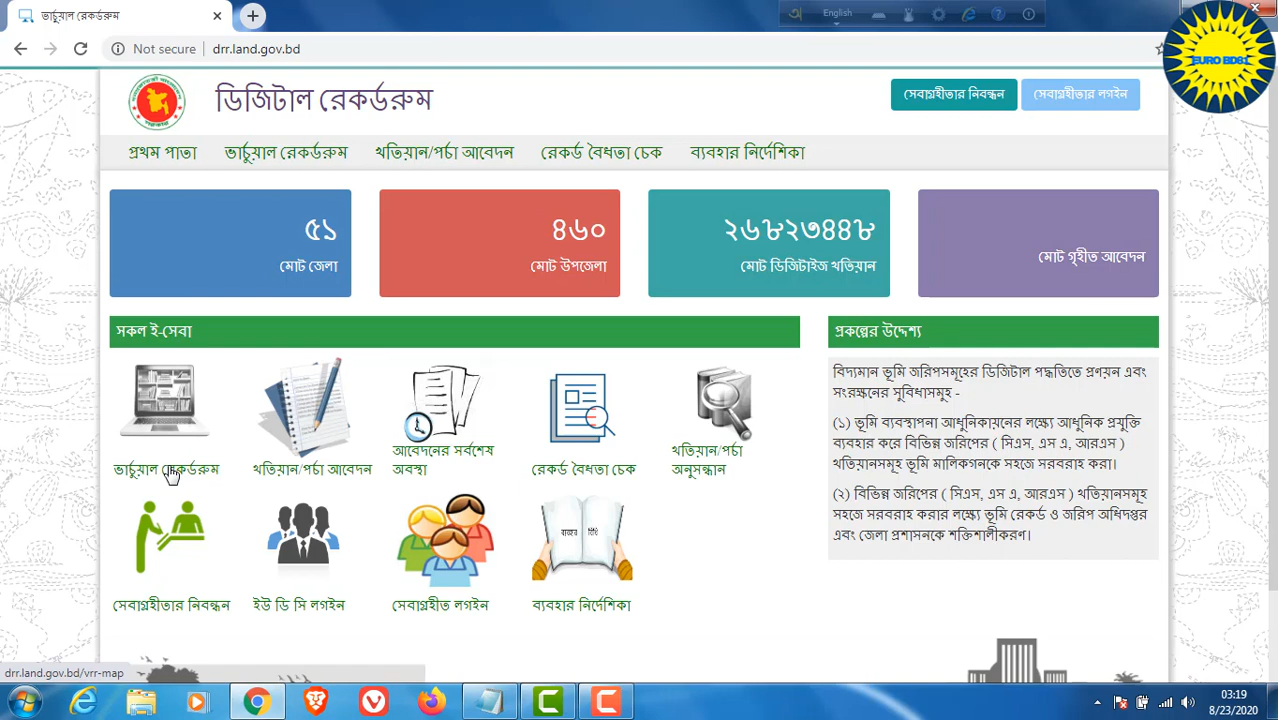 ভার্চুয়াল রেকর্ডরুম
English
Not secure
drr.land.gov.bd
EURO BD81
ডিজিটাল রেকর্ডরুম
সেবাগ্রহীতার নিবন্ধন
সেবাগ্রহীতার লগইন
প্রথম পাতা
ভার্চুয়াল রেকর্ডরুম
খতিয়ান/পর্চা আবেদন
রেকর্ড বৈধতা চেক
ব্যবহার নির্দেশিকা
৫১
মোট জেলা
৪৬০
মোট উপজেলা
২৬৮২৩৪৪৮
মোট ডিজিটাইজ খতিয়ান
মোট গৃহীত আবেদন
সকল ই-সেবা
ভার্চুয়াল রেকর্ডরুম
খতিয়ান/পর্চা আবেদন
আবেদনের সর্বশেষ
অবস্থা
রেকর্ড বৈধতা চেক
খতিয়ান/পর্চা
অনুসন্ধান
সেবাগ্রহীতার নিবন্ধন
ইউ ডি সি লগইন
সেবাগ্রহীত লগইন
ব্যবহার নির্দেশিকা
প্রকল্পের উদ্দেশ্য
বিদ্যমান ভূমি জরিপসমূহের ডিজিটাল পদ্ধতিতে প্রণয়ন এবং
সংরক্ষনের সুবিধাসমুহ -
(১) ভূমি ব্যবস্থাপনা আধুনিকায়নের লক্ষ্যে আধুনিক প্রযুক্তি
ব্যবহার করে বিভিন্ন জরিপের ( সিএস, এস এ, আরএস )
খতিয়ানসমূহ ভূমি মালিকগনকে সহজে সরবরাহ করা।
(২) বিভিন্ন জরিপের ( সিএস, এস এ, আরএস ) খতিয়ানসমূহ
সহজে সরবরাহ করার লক্ষ্যে ভূমি রেকর্ড ও জরিপ অধিদপ্তর
এবং জেলা প্রশাসনকে শক্তিশালীকরণ।
drr.land.gov.bd/vrr-map
03:19
8/23/2020